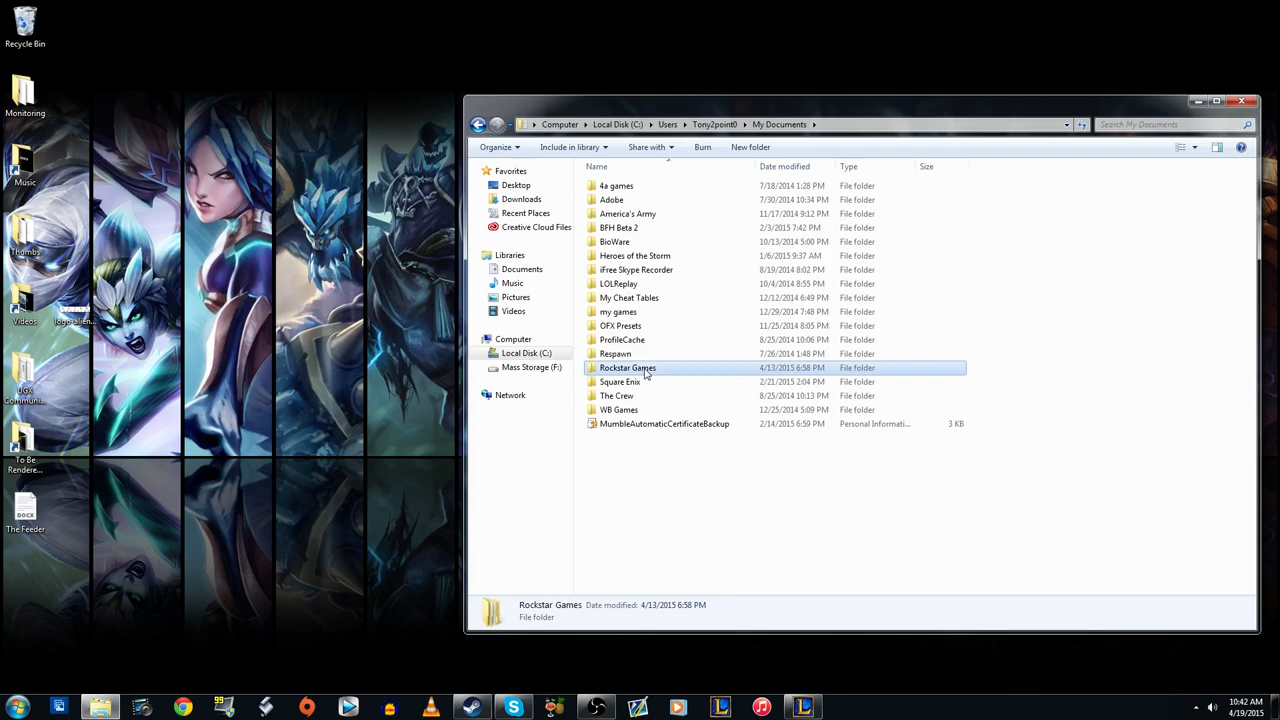 Recycle Bin
Monitoring
Music
Thumbs
Videos
logo-alien...
UGX
Communi...
To Be
Rendere...
The Feeder
Computer
Local Disk (C:)
Users
Tony2point0
My Documents
Search My Documents
Organize
Include in library
Share with
Burn
New folder
Favorites
Desktop
Downloads
Recent Places
Creative Cloud Files
Libraries
Documents
Music
Pictures
Videos
Computer
Local Disk (C:)
Mass Storage (F:)
Network
Name Date modified Type Size
4a games 7/18/2014 1:28 PM File folder
Adobe 7/30/2014 10:34 PM File folder
America's Army 11/17/2014 9:12 PM File folder
BFH Beta 2 2/3/2015 7:42 PM File folder
BioWare 10/13/2014 5:00 PM File folder
Heroes of the Storm 1/6/2015 9:37 AM File folder
iFree Skype Recorder 8/19/2014 8:02 PM File folder
LOLReplay 10/4/2014 8:55 PM File folder
My Cheat Tables 12/12/2014 6:49 PM File folder
my games 12/29/2014 7:48 PM File folder
OFX Presets 11/25/2014 8:05 PM File folder
ProfileCache 8/25/2014 10:06 PM File folder
Respawn 7/26/2014 1:48 PM File folder
Rockstar Games 4/13/2015 6:58 PM File folder
Square Enix 2/21/2015 2:04 PM File folder
The Crew 8/25/2014 10:13 PM File folder
WB Games 12/25/2014 5:09 PM File folder
MumbleAutomaticCertificateBackup 2/14/2015 6:59 PM Personal Informati... 3 KB
Rockstar Games Date modified: 4/13/2015 6:58 PM
File folder
99
10:42 AM
4/19/2015